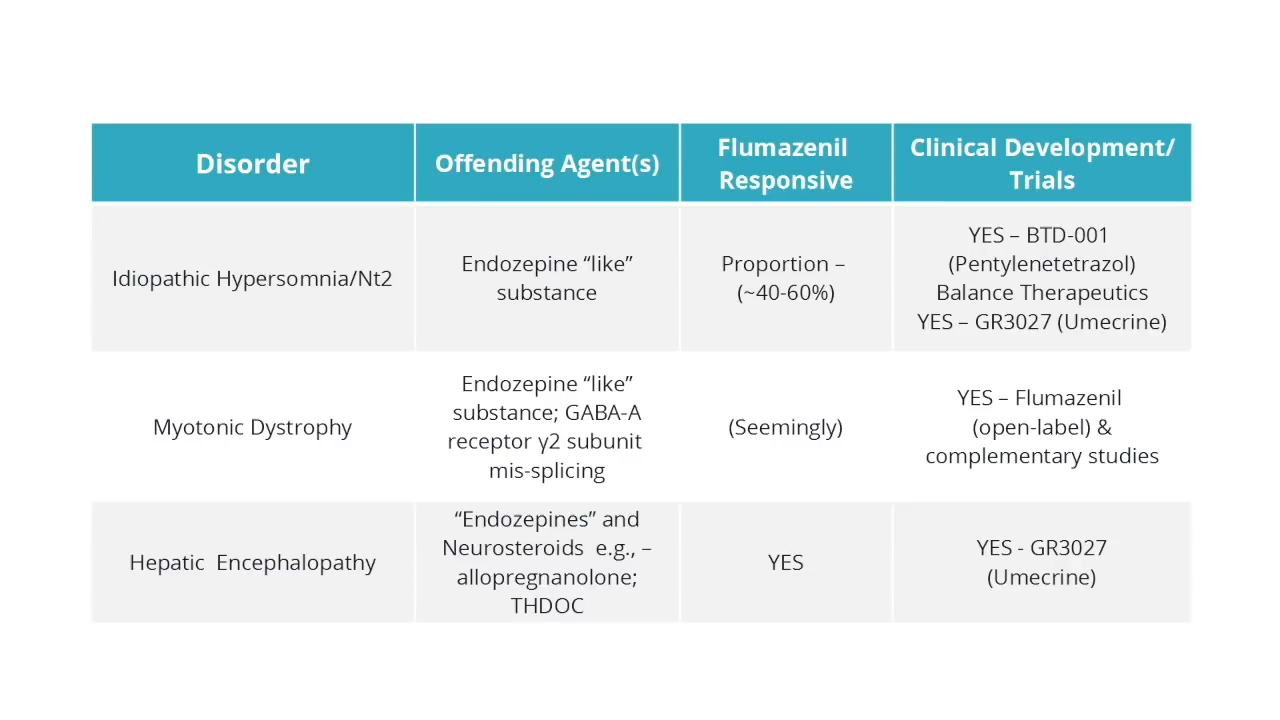 Disorder
Offending Agent(s)
Flumazenil
Responsive
Clinical Development/
Trials
Idiopathic Hypersomnia/Nt2
Endozepine “like”
substance
Proportion –
(~40-60%)
YES – BTD-001
(Pentylenetetrazol)
Balance Therapeutics
YES – GR3027 (Umecrine)
Myotonic Dystrophy
Endozepine “like”
substance; GABA-A
receptor γ2 subunit
mis-splicing
(Seemingly)
YES – Flumazenil
(open-label) &
complementary studies
Hepatic Encephalopathy
“Endozepines” and
Neurosteroids e.g., –
allopregnanolone;
THDOC
YES
YES - GR3027
(Umecrine)